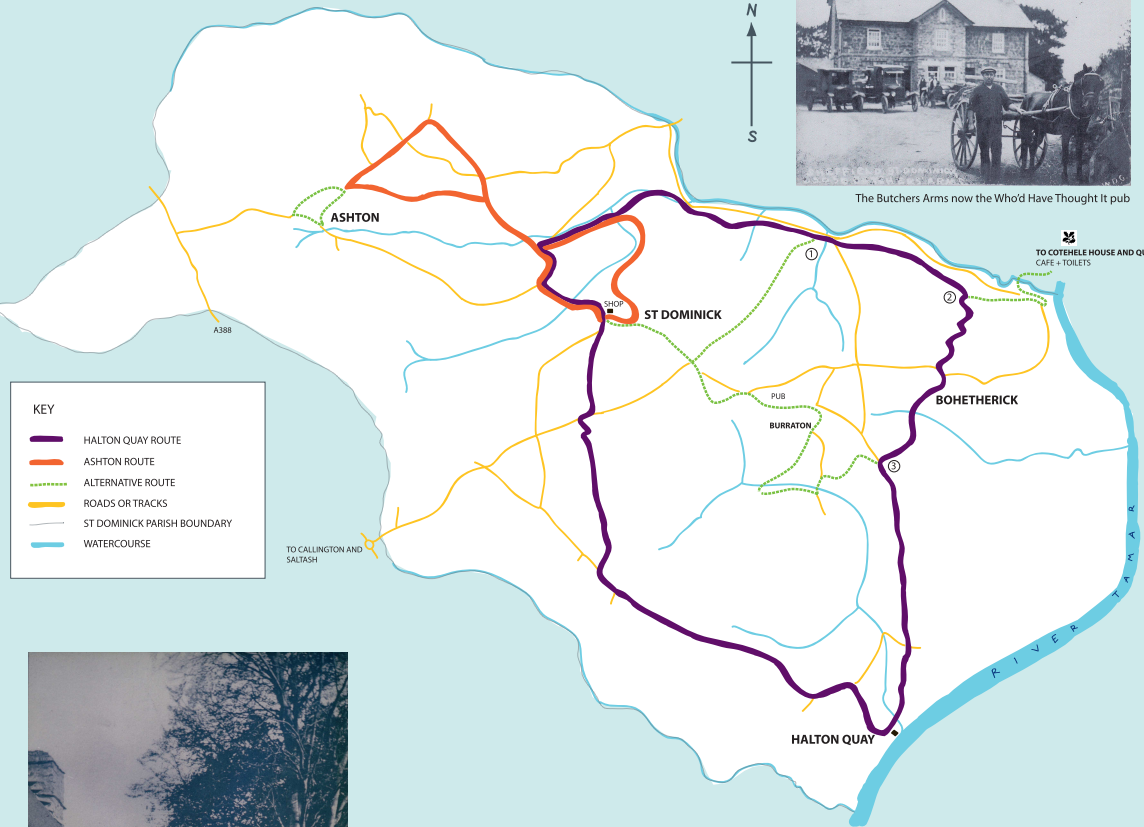 N
S
The Butchers Arms now the Who'd Have Thought It pub
TO COTEHELE HOUSE AND QU
CAFE + TOILETS
ASHTON
1
2
SHOP
ST DOMINICK
A388
PUB
BOHETHERICK
BURRATON
3
KEY
HALTON QUAY ROUTE
ASHTON ROUTE
ALTERNATIVE ROUTE
ROADS OR TRACKS
ST DOMINICK PARISH BOUNDARY
WATERCOURSE
TO CALLINGTON AND
SALTASH
RIVER TAMAR
HALTON QUAY